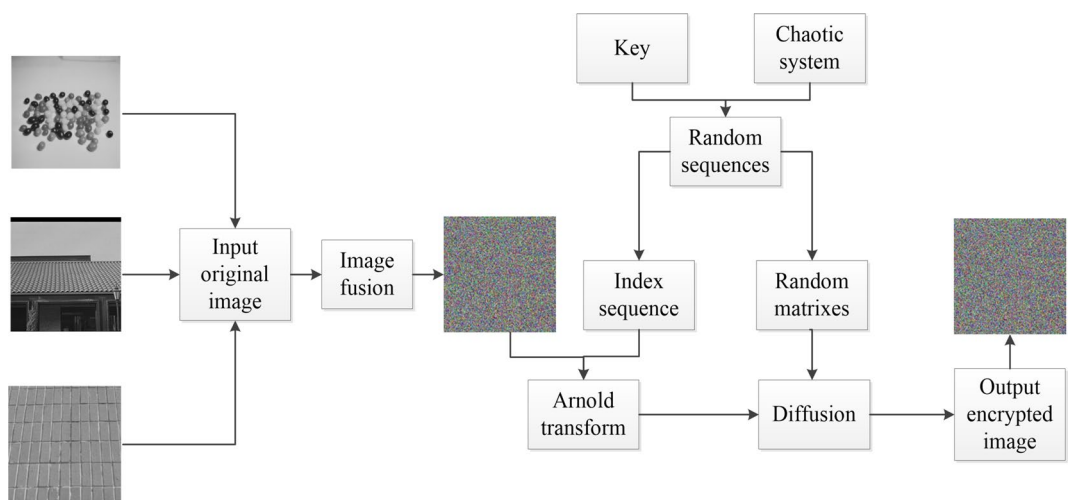 Key
Chaotic
system
Random
sequences
Input
original
image
Image
fusion
Index
sequence
Random
matrixes
Arnold
transform
Diffusion
Output
encrypted
image